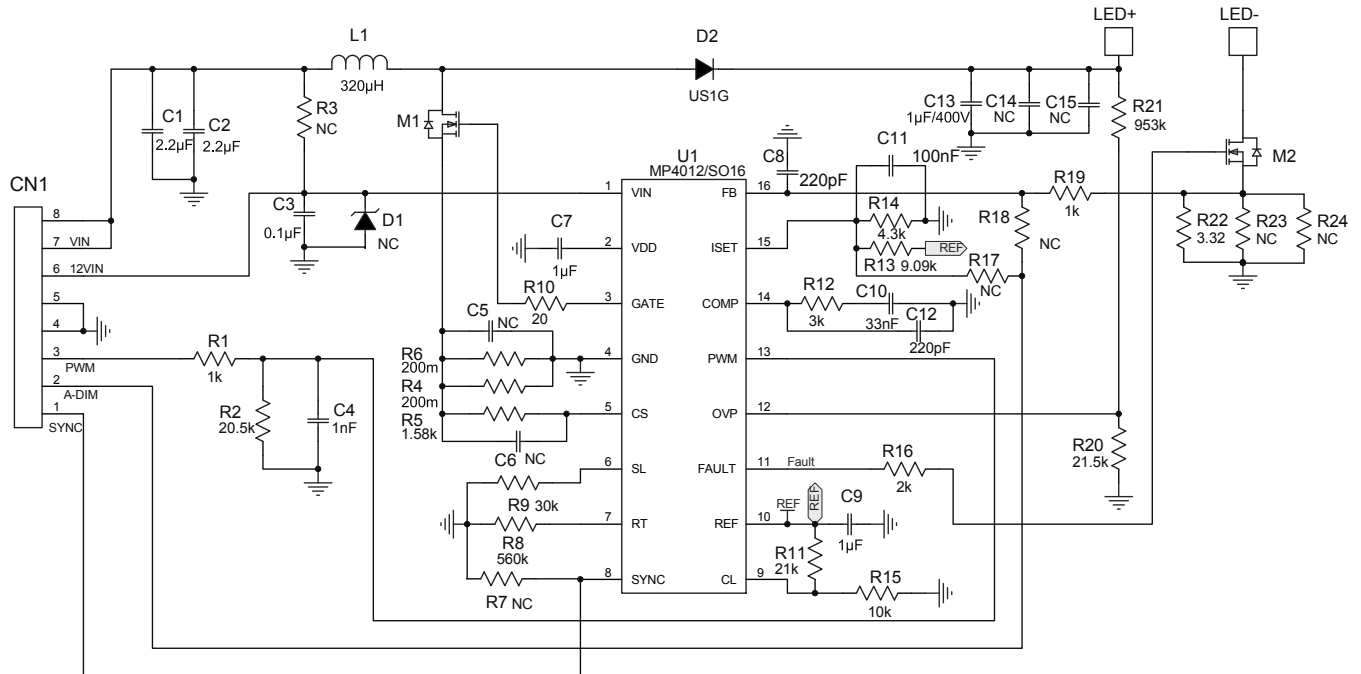 LED+
LED-
L1
320µH
D2
US1G
C1
2.2µF
C2
2.2µF
R3
NC
M1
C13
1µF/400V
C14
NC
C15
NC
R21
953k
M2
CN1
8
7 VIN
6 12VIN
5
4
3 PWM
2 A-DIM
1 SYNC
C3
0.1µF
D1
NC
U1
MP4012/SO16
1 VIN
2 VDD
3 GATE
4 GND
5 CS
6 SL
7 RT
8 SYNC
FB 16
ISET 15
COMP 14
PWM 13
OVP 12
FAULT 11
REF 10
CL 9
C8
220pF
C11
100nF
R14
4.3k
R13 9.09k
REF
R17
NC
R18
NC
R19
1k
R22
3.32
R23
NC
R24
NC
C7
1µF
R10
20
C5
NC
R6
200m
R4
200m
R5
1.58k
C6
NC
R12
3k
C10
33nF
C12
220pF
R1
1k
R2
20.5k
C4
1nF
R9 30k
R8
560k
R7 NC
Fault
R16
2k
R20
21.5k
REF
REF
C9
1µF
R11
21k
R15
10k